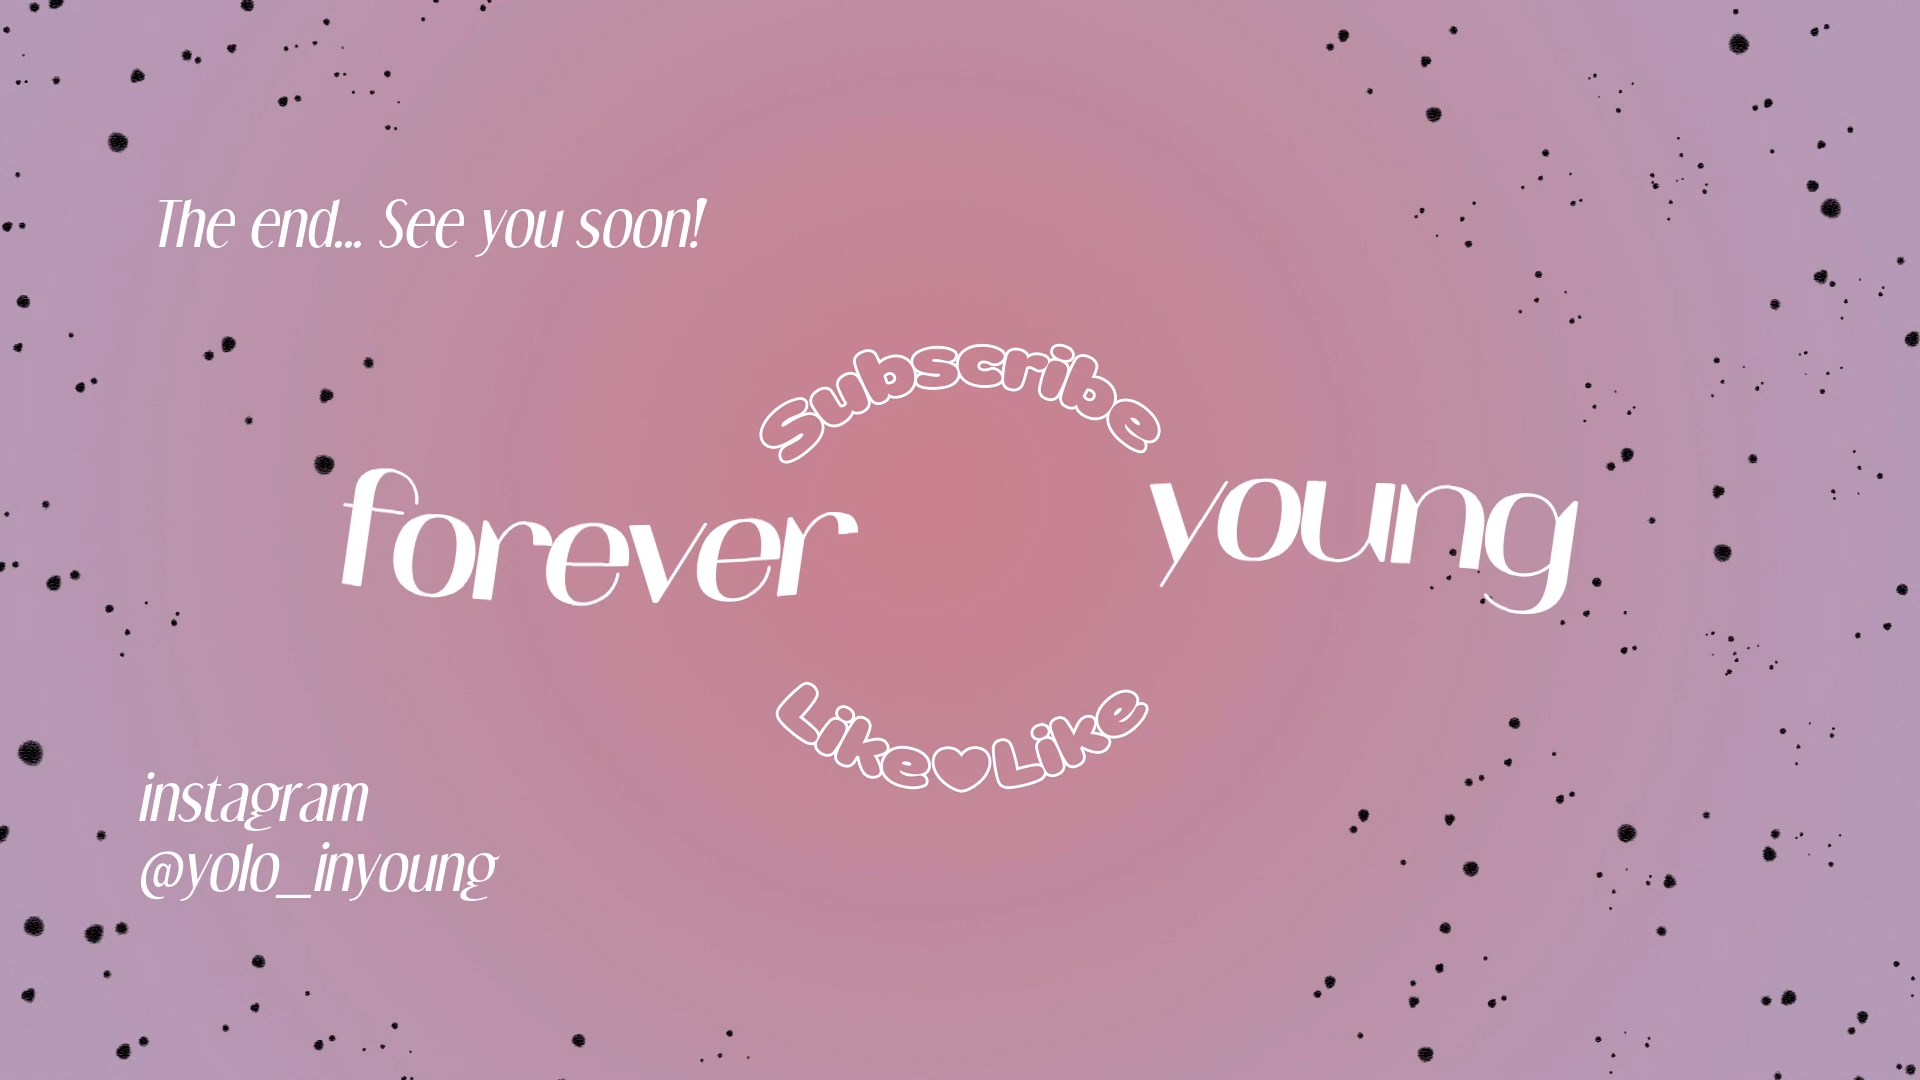 The end... See you soon!
Subscribe
forever young
Like♡Like
instagram
@yolo_inyoung